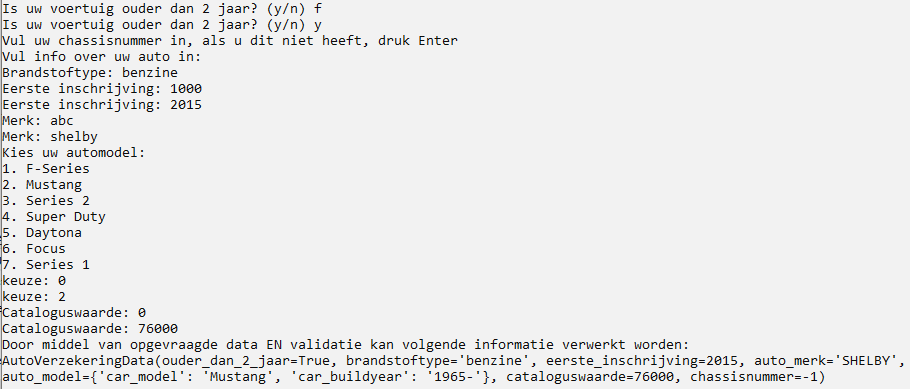 Is uw voertuig ouder dan 2 jaar? (y/n) f
Is uw voertuig ouder dan 2 jaar? (y/n) y
Vul uw chassisnummer in, als u dit niet heeft, druk Enter
Vul info over uw auto in:
Brandstoftype: benzine
Eerste inschrijving: 1000
Eerste inschrijving: 2015
Merk: abc
Merk: shelby
Kies uw automodel:
1. F-Series
2. Mustang
3. Series 2
4. Super Duty
5. Daytona
6. Focus
7. Series 1
keuze: 0
keuze: 2
Cataloguswaarde: 0
Cataloguswaarde: 76000
Door middel van opgevraagde data EN validatie kan volgende informatie verwerkt worden:
AutoVerzekeringData(ouder_dan_2_jaar=True, brandstoftype='benzine', eerste_inschrijving=2015, auto_merk='SHELBY',
auto_model={'car_model': 'Mustang', 'car_buildyear': '1965-'}, cataloguswaarde=76000, chassisnummer=-1)